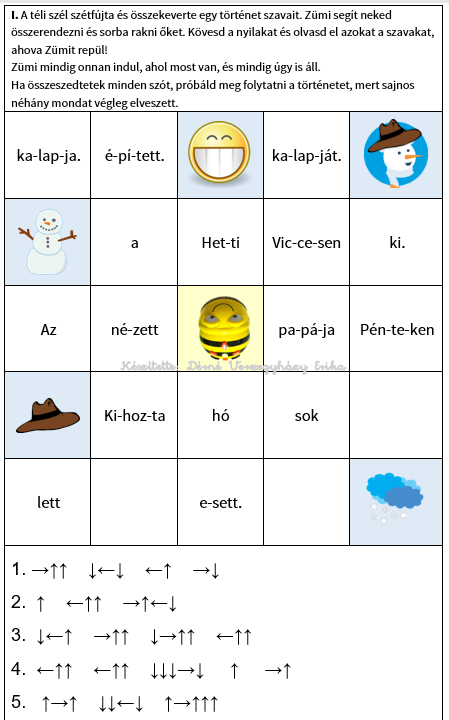 I. A téli szél szétfújta és összekeverte egy történet szavait. Zümi segít neked
összerendezni és sorba rakni őket. Kövesd a nyilakat és olvasd el azokat a szavakat,
ahova Zümit repül!
Zümi mindig onnan indul, ahol most van, és mindig úgy is áll.
Ha összeszedtetek minden szót, próbáld meg folytatni a történetet, mert sajnos
néhány mondat végleg elveszett.
ka-lap-ja. é-pí-tett. ka-lap-ját.
a Het-ti Vic-ce-sen ki.
Az né-zett pa-pá-ja Pén-te-ken
Készítette: Dömé
Ki-hoz-ta hó sok
lett e-sett.
1. →↑↑ ↓←↓ ←↑ →↓
2. ↑ ←↑↑ →↑←↓
3. ↓←↑ →↑↑ ↓→↑↑ ←↑↑
4. ←↑↑ ←↑↑ ↓↓↓→↓ ↑ →↑
5. ↑→↑ ↓↓←↓ ↑→↑↑↑